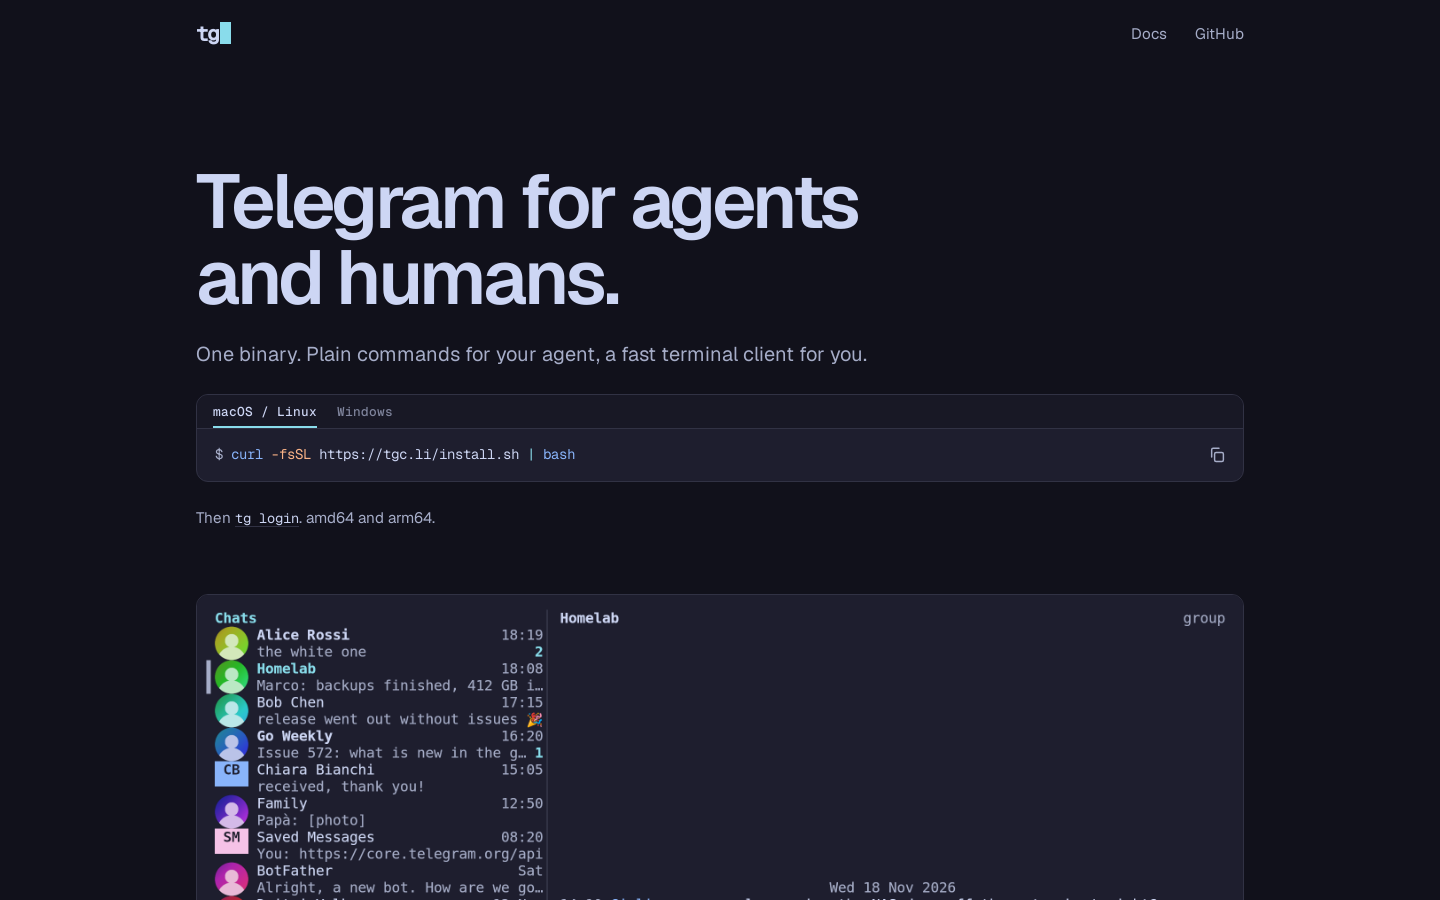 tg
Docs
GitHub
Telegram for agents
and humans.
One binary. Plain commands for your agent, a fast terminal client for you.
macOS / Linux
Windows
$ curl -fsSL https://tgc.li/install.sh | bash
Then tg login. amd64 and arm64.
Chats
Alice Rossi 18:19
the white one 2
Homelab 18:08
Marco: backups finished, 412 GB i…
Bob Chen 17:15
release went out without issues 🎉
Go Weekly 16:20
Issue 572: what is new in the g… 1
CB
Chiara Bianchi 15:05
received, thank you!
Family 12:50
Papà: [photo]
SM
Saved Messages 08:20
You: https://core.telegram.org/api
BotFather Sat
Alright, a new bot. How are we go…
Homelab
group
Wed 18 Nov 2026